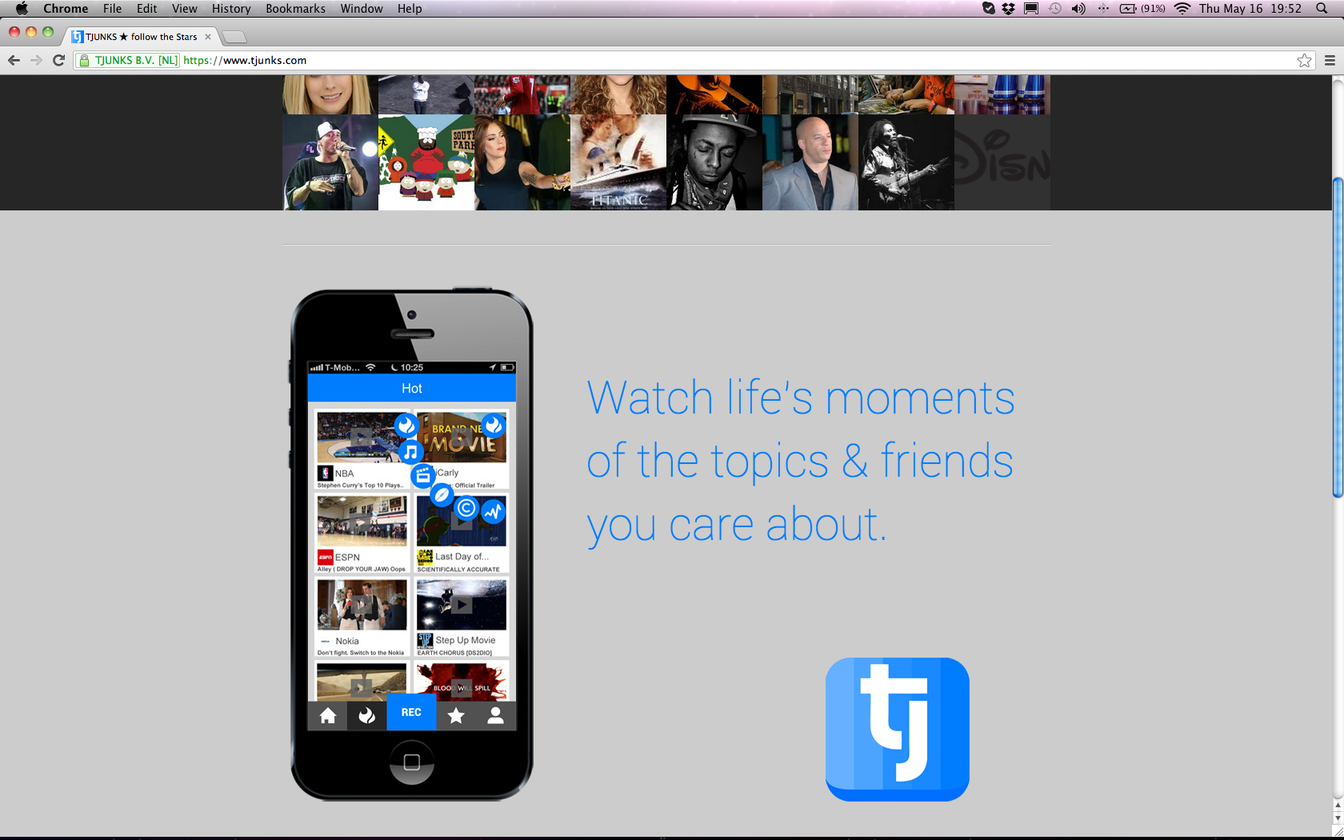 Chrome File Edit View History Bookmarks Window Help (91%) Thu May 16 19:52
TJUNKS ★ follow the Stars ×
TJUNKS B.V. [NL] https://www.tjunks.com
SOUTH
PARK
TITANIC
DISN
T-Mob... 10:25
Hot
BRAND NE
MOVIE
NBA
iCarly
Stephen Curry's Top 10 Plays..
: Official Trailer
ESPN
Last Day of...
Alley ( DROP YOUR JAW) Oops
SCIENTIFICALLY ACCURATE
Nokia
Step Up Movie
Don't fight. Switch to the Nokia
EARTH CHORUS [DS2DIO]
BLOOD WILL SPILL
REC
Watch life's moments
of the topics & friends
you care about.
tj